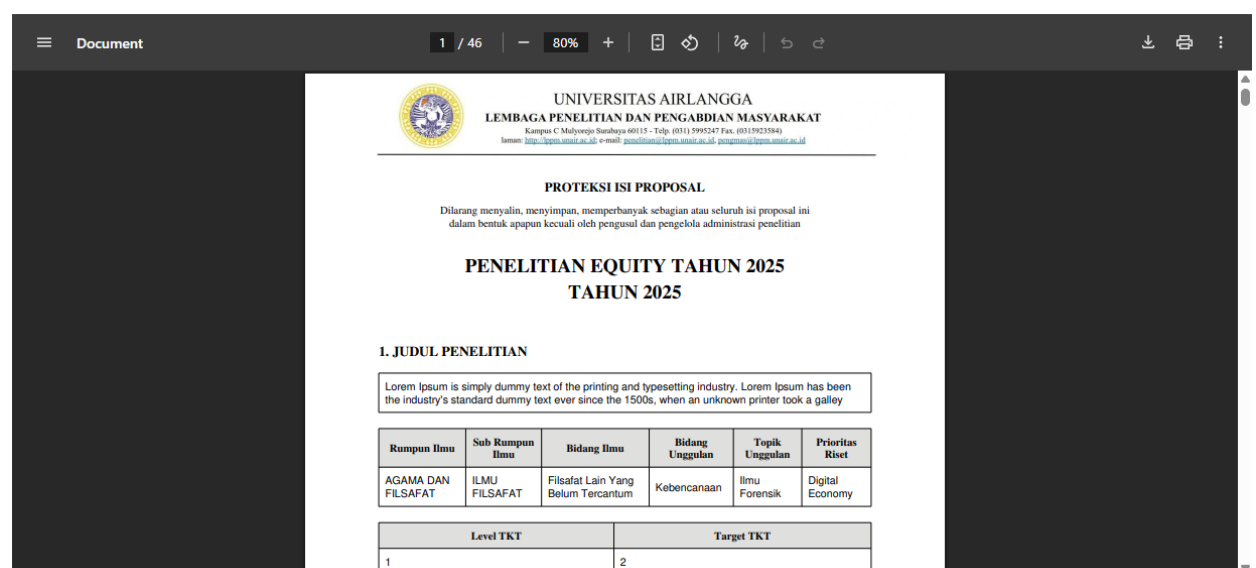 Document
1 / 46
80%
UNIVERSITAS AIRLANGGA
LEMBAGA PENELITIAN DAN PENGABDIAN MASYARAKAT
Kampus C Mulyorejo Surabaya 60115 - Telp. (031) 5995247 Fax. (0315923584)
laman: http://lppm.unair.ac.id; e-mail: penelitian@lppm.unair.ac.id, pengmas@lppm.unair.ac.id
PROTEKSI ISI PROPOSAL
Dilarang menyalin, menyimpan, memperbanyak sebagian atau seluruh isi proposal ini
dalam bentuk apapun kecuali oleh pengusul dan pengelola administrasi penelitian
PENELITIAN EQUITY TAHUN 2025
TAHUN 2025
1. JUDUL PENELITIAN
Lorem Ipsum is simply dummy text of the printing and typesetting industry. Lorem Ipsum has been
the industry's standard dummy text ever since the 1500s, when an unknown printer took a galley
Rumpun Ilmu
Sub Rumpun
Ilmu
Bidang Ilmu
Bidang
Unggulan
Topik
Unggulan
Prioritas
Riset
AGAMA DAN
FILSAFAT
ILMU
FILSAFAT
Filsafat Lain Yang
Belum Tercantum
Kebencanaan
Ilmu
Forensik
Digital
Economy
Level TKT
Target TKT
1
2